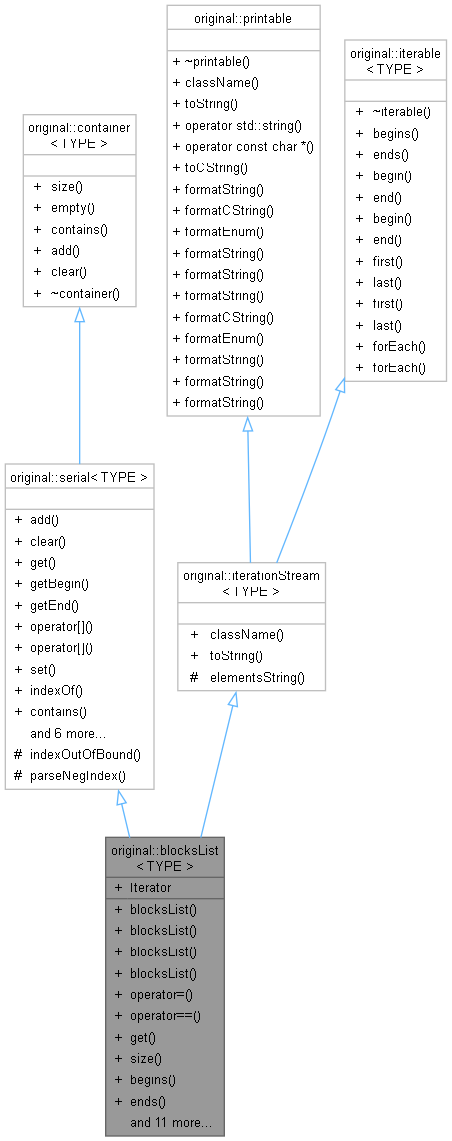 original::printable
+ ~printable()
+ className()
+ toString()
+ operator std::string()
+ operator const char *()
+ toCString()
+ formatString()
+ formatCString()
+ formatEnum()
+ formatString()
+ formatString()
+ formatString()
+ formatCString()
+ formatEnum()
+ formatString()
+ formatString()
+ formatString()
original::iterable
< TYPE >
+ ~iterable()
+ begins()
+ ends()
+ begin()
+ end()
+ begin()
+ end()
+ first()
+ last()
+ first()
+ last()
+ forEach()
+ forEach()
original::container
< TYPE >
+ size()
+ empty()
+ contains()
+ add()
+ clear()
+ ~container()
original::serial< TYPE >
+ add()
+ clear()
+ get()
+ getBegin()
+ getEnd()
+ operator[]()
+ operator[]()
+ set()
+ indexOf()
+ contains()
and 6 more...
# indexOutOfBound()
# parseNegIndex()
original::iterationStream
< TYPE >
+ className()
+ toString()
# elementsString()
original::blocksList
< TYPE >
+ Iterator
+ blocksList()
+ blocksList()
+ blocksList()
+ blocksList()
+ operator=()
+ operator==()
+ get()
+ size()
+ begins()
+ ends()
and 11 more...